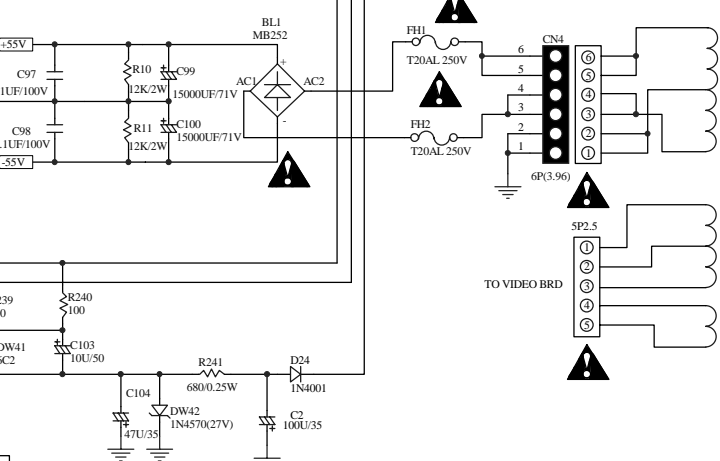 BL1
MB252
FH1
T20AL 250V
CN4
+55V
C97
.1UF/100V
R10
12K/2W
C99
15000UF/71V
AC1
AC2
+
-
6
5
4
3
2
1
6
5
4
3
2
1
C98
.1UF/100V
R11
12K/2W
C100
15000UF/71V
FH2
T20AL 250V
-55V
6P(3.96)
5P2.5
TO VIDEO BRD
1
2
3
4
5
239
0
R240
100
DW41
6C2
C103
10U/50
R241
680/0.25W
D24
1N4001
C104
47U/35
DW42
1N4570(27V)
C2
100U/35